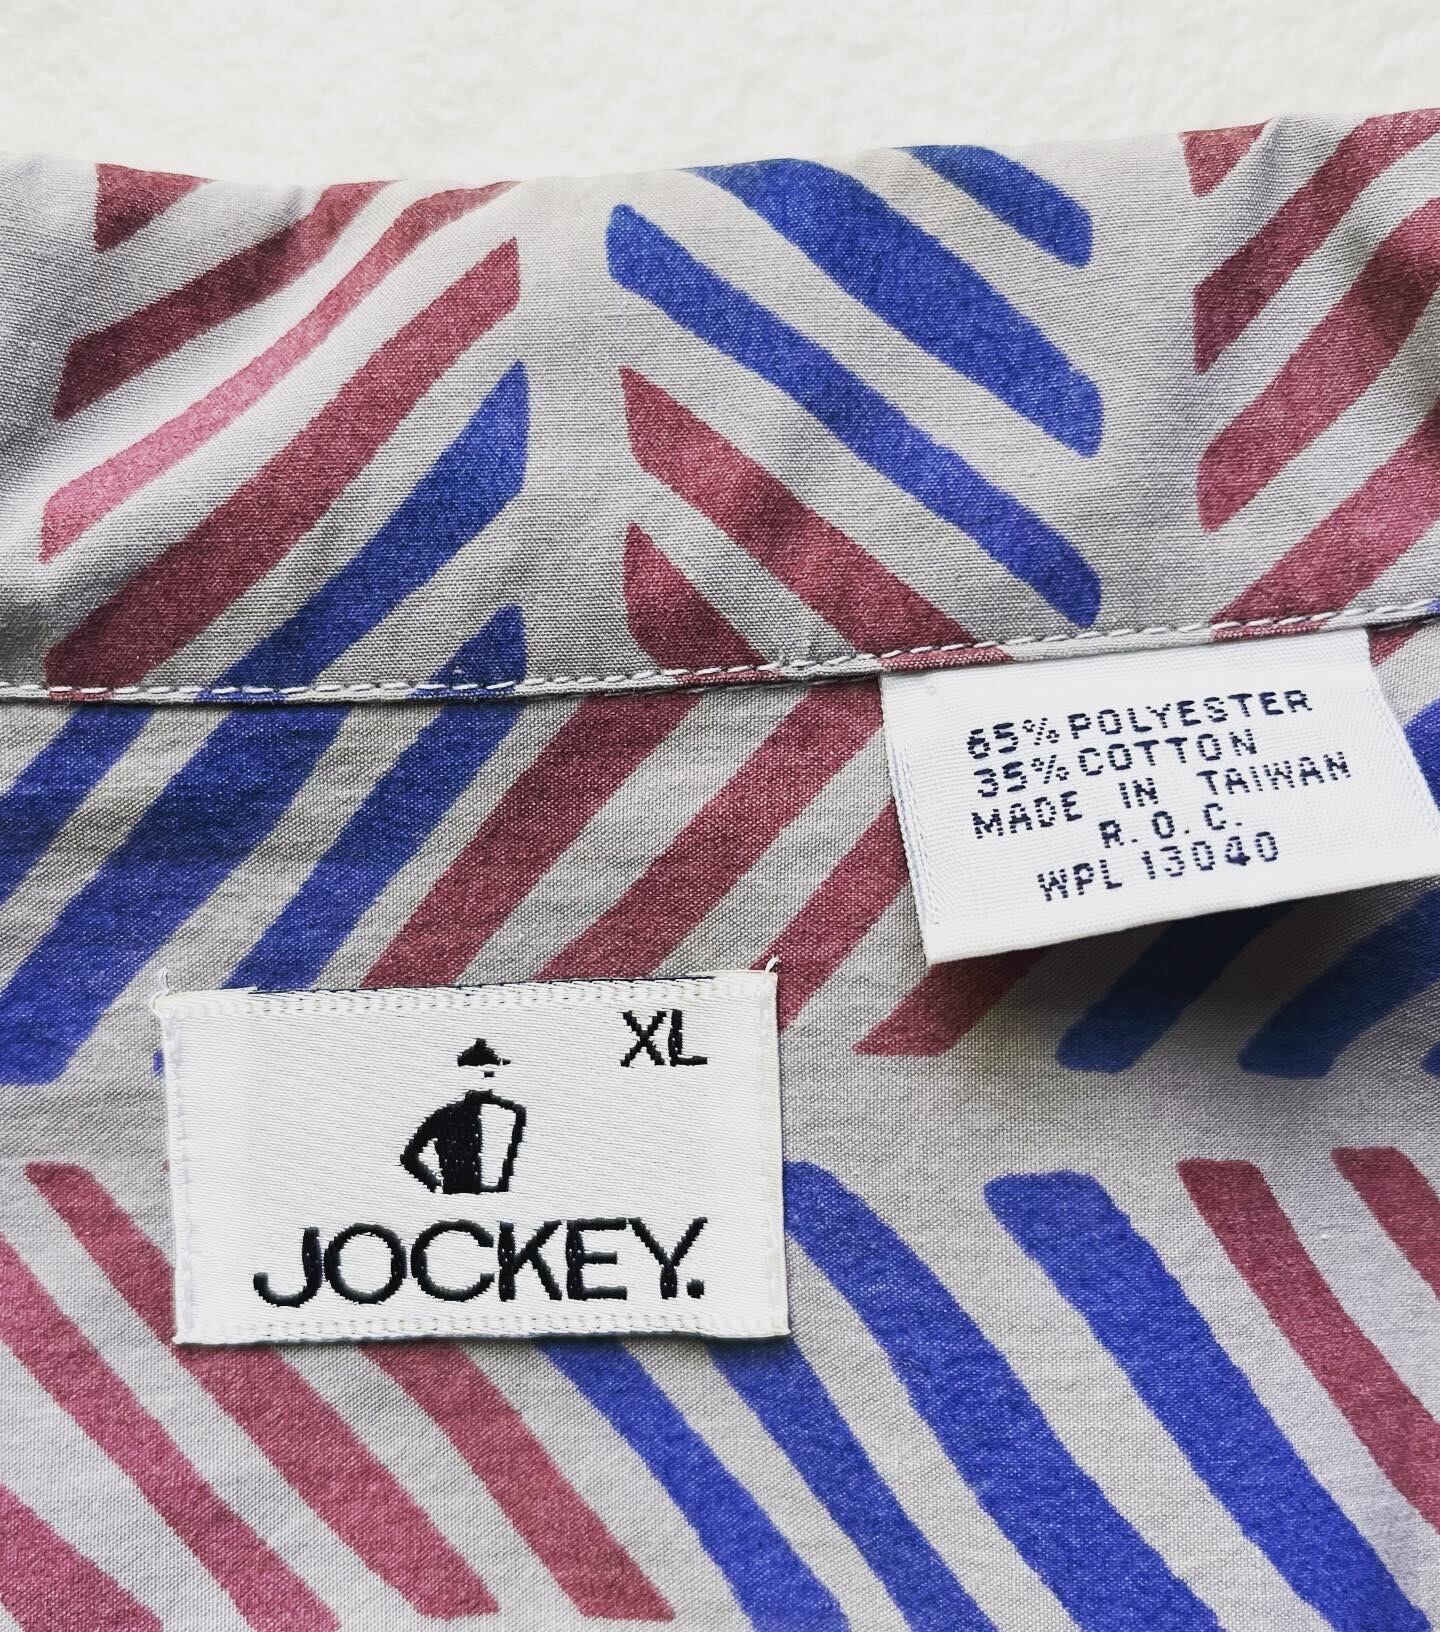 65% POLYESTER
35% COTTON
MADE IN TAIWAN
R.O.C.
WPL 13040
XL
JOCKEY.